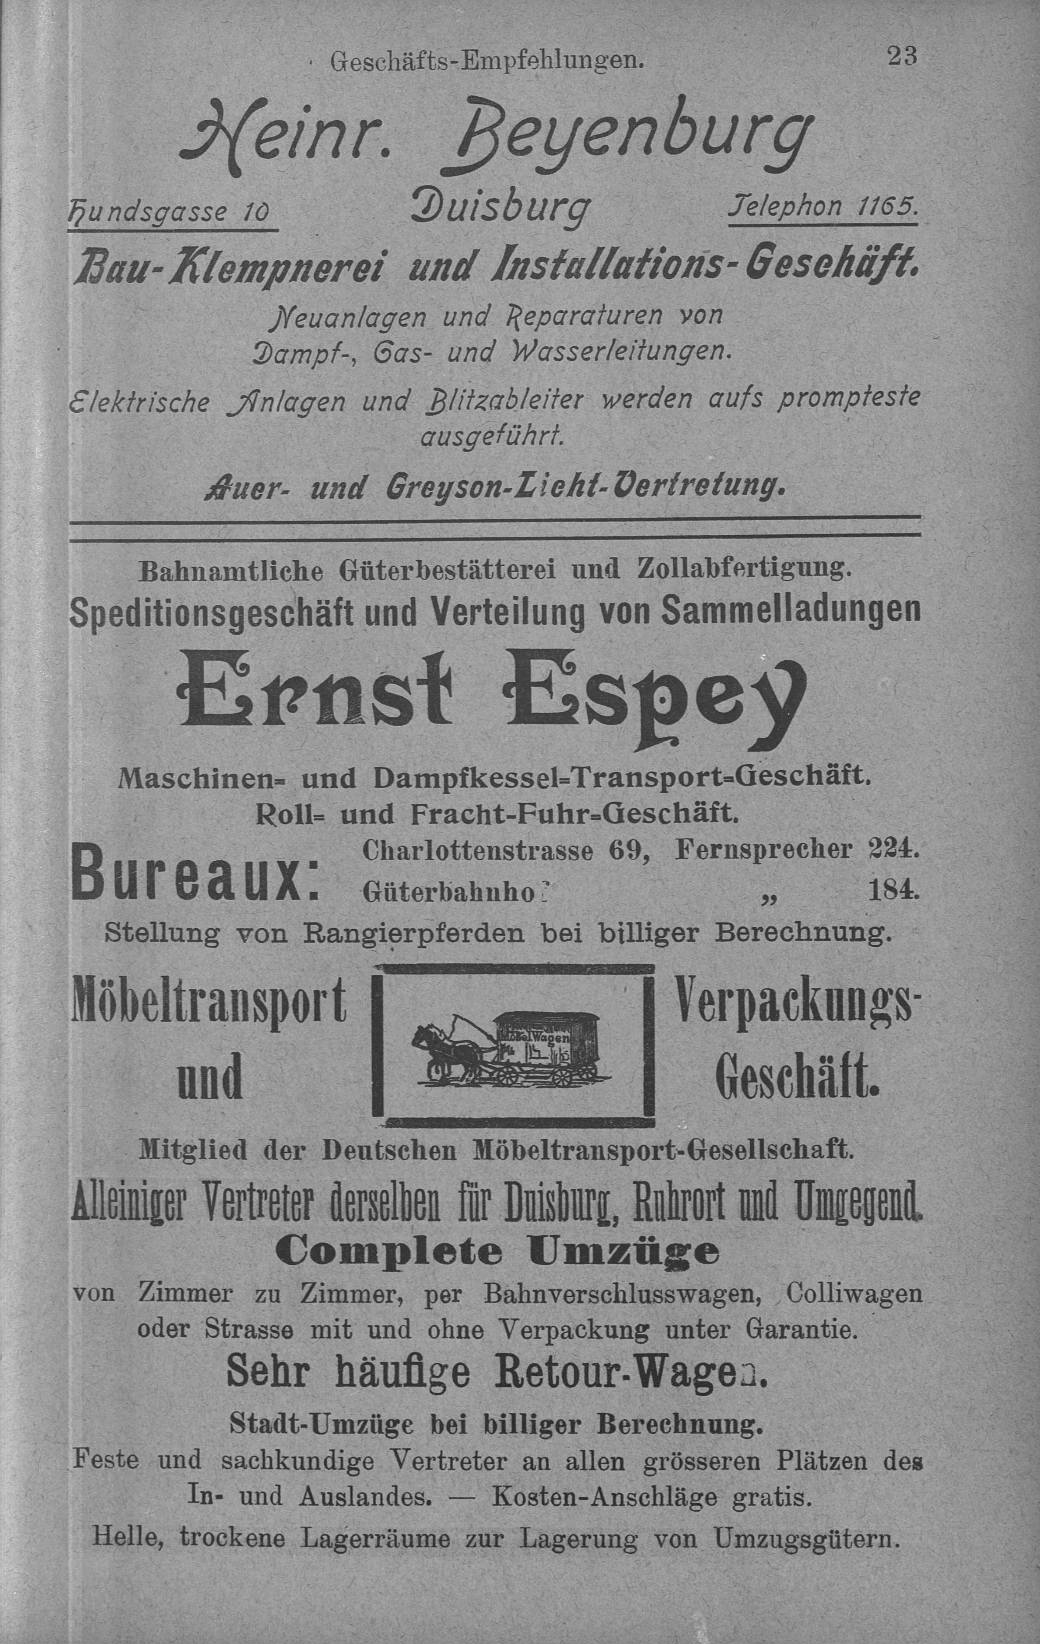 Geschäfts-Empfehlungen. 23
Heinr. Beyenburg
Hundsgasse 10 Duisburg Telephon 1165.
Bau-Klempnerei und Installations-Geschäft.
Neuanlagen und Reparaturen von
Dampf-, Gas- und Wasserleitungen.
Elektrische Anlagen und Blitzableiter werden aufs prompteste
ausgeführt.
Auer- und Greyson-Licht-Vertretung.
Bahnamtliche Güterbestätterei und Zollabfertigung.
Speditionsgeschäft und Verteilung von Sammelladungen
Ernst Espey
Maschinen- und Dampfkessel-Transport-Geschäft.
Roll- und Fracht-Fuhr-Geschäft.
Bureaux: Charlottenstrasse 69, Fernsprecher 224.
Güterbahnhof „ 184.
Stellung von Rangierpferden bei billiger Berechnung.
Möbeltransport
und
Möbel Wagen
Verpackungs-
Geschäft.
Mitglied der Deutschen Möbeltransport-Gesellschaft.
Alleiniger Vertreter derselben für Duisburg, Ruhrort und Umgegend.
Complete Umzüge
von Zimmer zu Zimmer, per Bahnverschlusswagen, Colliwagen
oder Strasse mit und ohne Verpackung unter Garantie.
Sehr häufige Retour-Wagen.
Stadt-Umzüge bei billiger Berechnung.
Feste und sachkundige Vertreter an allen grösseren Plätzen des
In- und Auslandes. — Kosten-Anschläge gratis.
Helle, trockene Lagerräume zur Lagerung von Umzugsgütern.